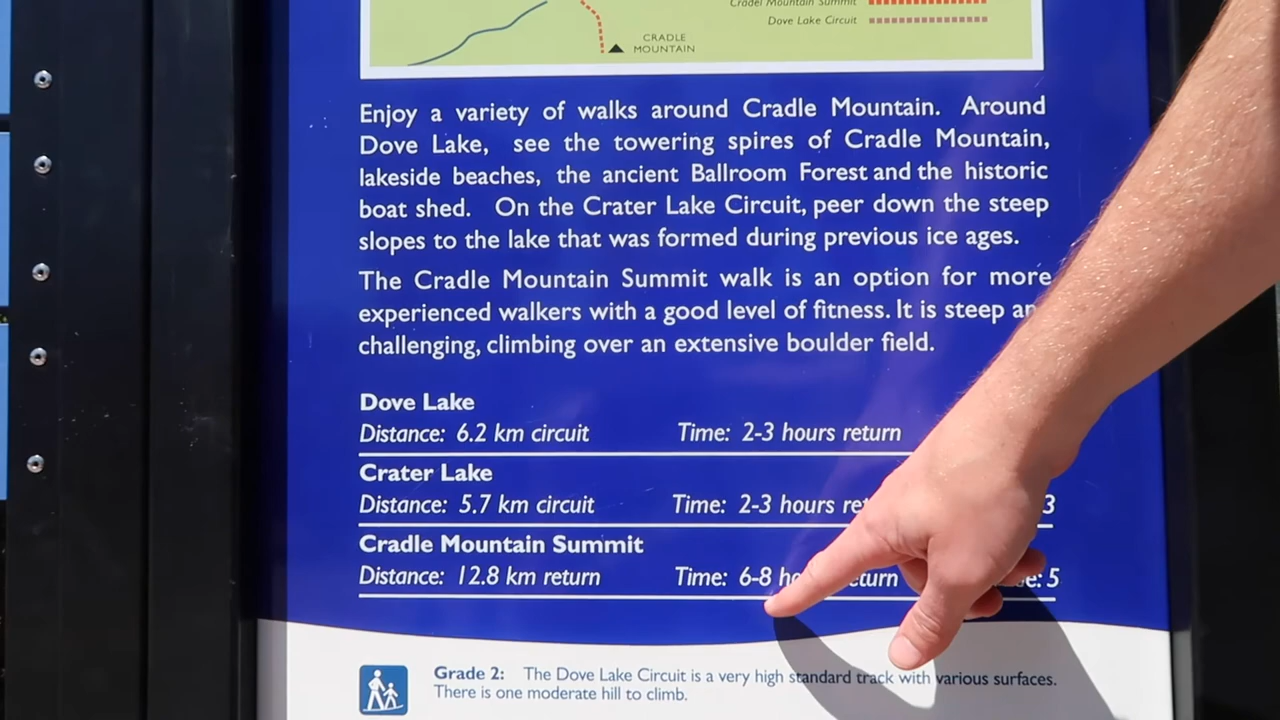 Cradel Mountain Summit
Dove Lake Circuit
CRADLE
MOUNTAIN
Enjoy a variety of walks around Cradle Mountain. Around
Dove Lake, see the towering spires of Cradle Mountain,
lakeside beaches, the ancient Ballroom Forest and the historic
boat shed. On the Crater Lake Circuit, peer down the steep
slopes to the lake that was formed during previous ice ages.
The Cradle Mountain Summit walk is an option for more
experienced walkers with a good level of fitness. It is steep an
challenging, climbing over an extensive boulder field.
Dove Lake
Distance: 6.2 km circuit Time: 2-3 hours return
Crater Lake
Distance: 5.7 km circuit Time: 2-3 hours 3
Cradle Mountain Summit
Distance: 12.8 km return Time: 6-8 5
Grade 2: The Dove Lake Circuit is a very high standard track with various surfaces.
There is one moderate hill to climb.